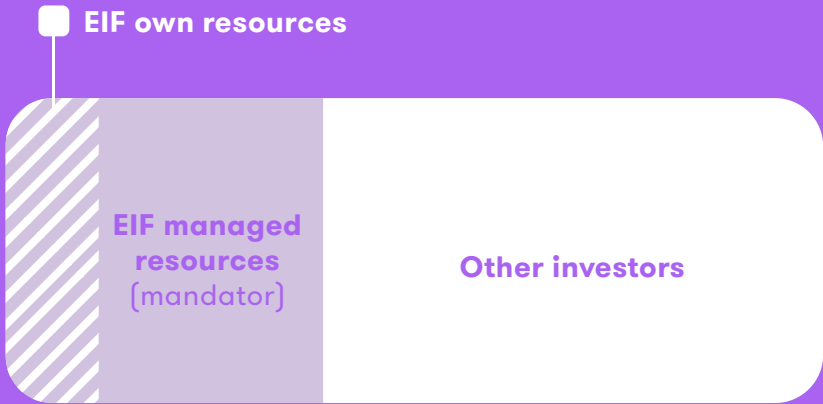 EIF own resources
EIF managed
resources
(mandator)
Other investors